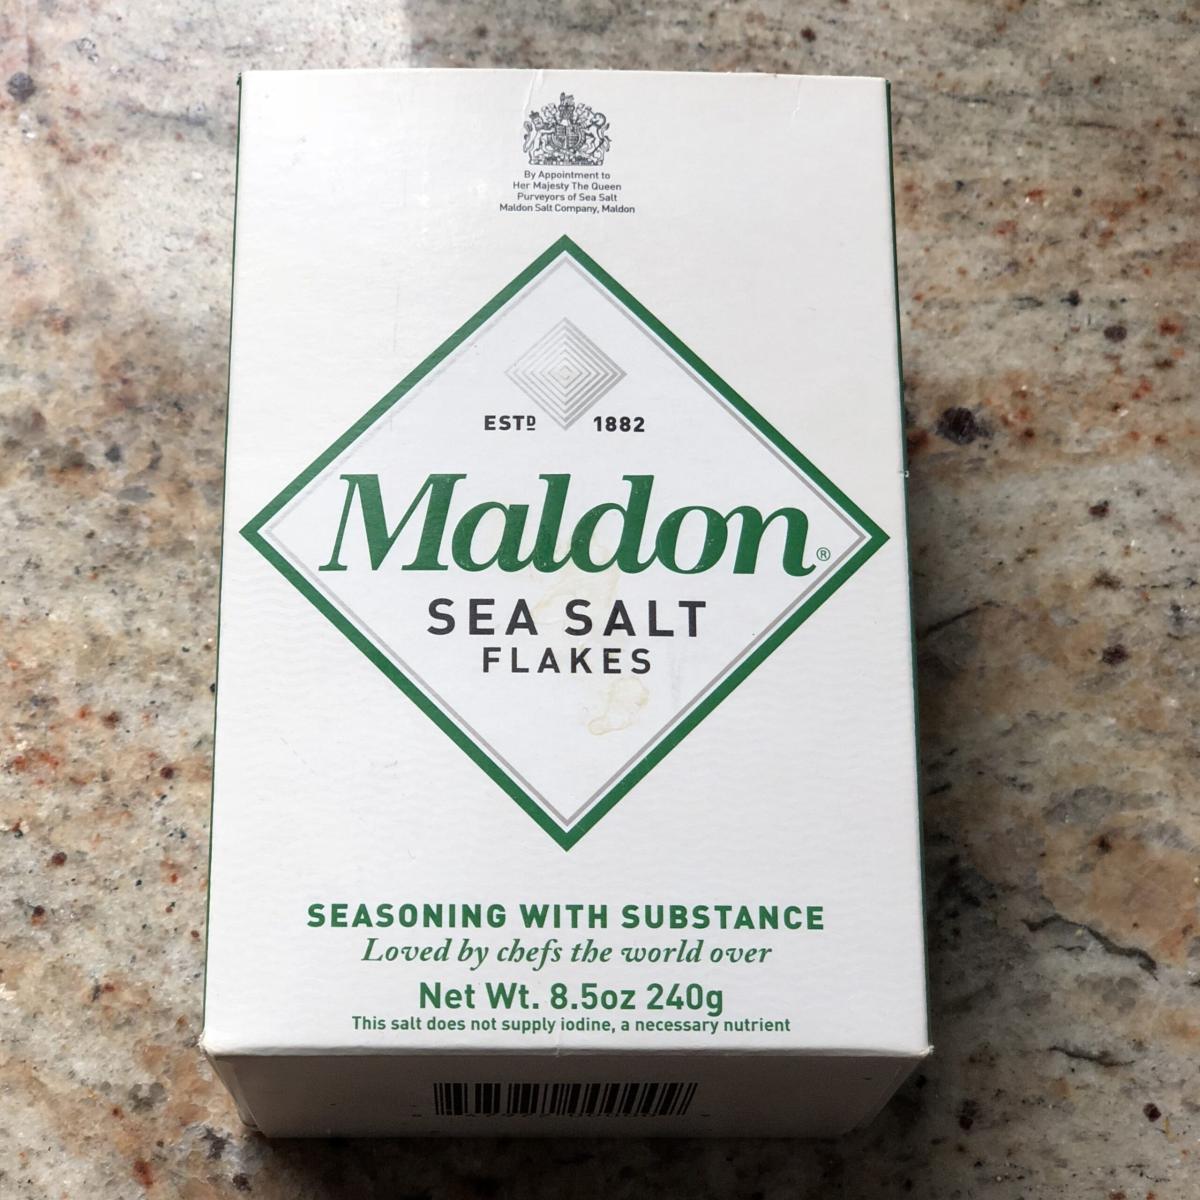 By Appointment to
Her Majesty The Queen
Purveyors of Sea Salt
Maldon Salt Company, Maldon
ESTD 1882
Maldon®
SEA SALT
FLAKES
SEASONING WITH SUBSTANCE
Loved by chefs the world over
Net Wt. 8.5oz 240g
This salt does not supply iodine, a necessary nutrient